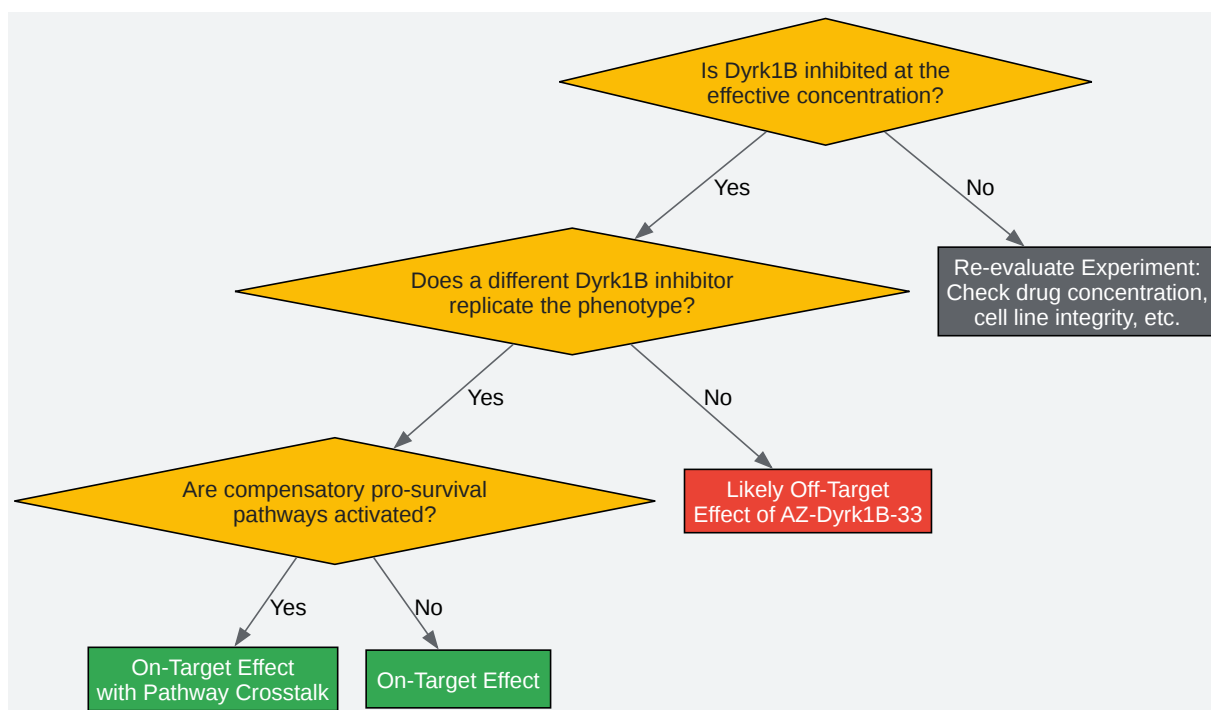 Is Dyrk1B inhibited at the
effective concentration?
Yes
No
Does a different Dyrk1B inhibitor
replicate the phenotype?
Re-evaluate Experiment:
Check drug concentration,
cell line integrity, etc.
Yes
No
Are compensatory pro-survival
pathways activated?
Likely Off-Target
Effect of AZ-Dyrk1B-33
Yes
No
On-Target Effect
with Pathway Crosstalk
On-Target Effect